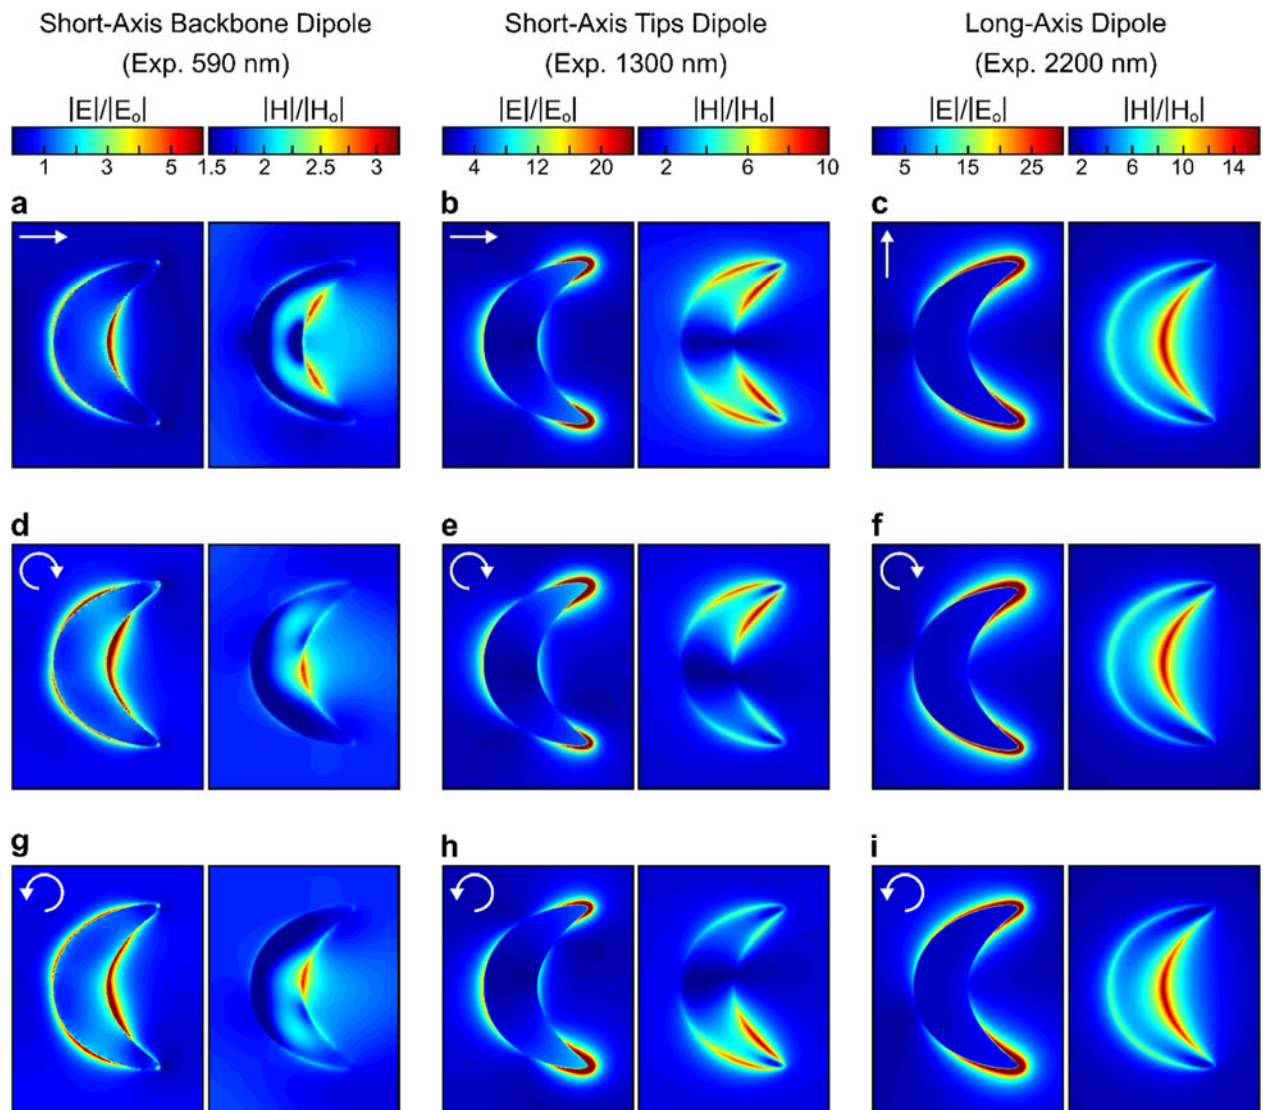 Short-Axis Backbone Dipole
(Exp. 590 nm)
Short-Axis Tips Dipole
(Exp. 1300 nm)
Long-Axis Dipole
(Exp. 2200 nm)
|E|/|Eo| |H|/|Ho|
|E|/|Eo| |H|/|Ho|
|E|/|Eo| |H|/|Ho|
1 3 5 1.5 2 2.5 3
4 12 20 2 6 10
5 15 25 2 6 10 14
a b c
d e f
g h i